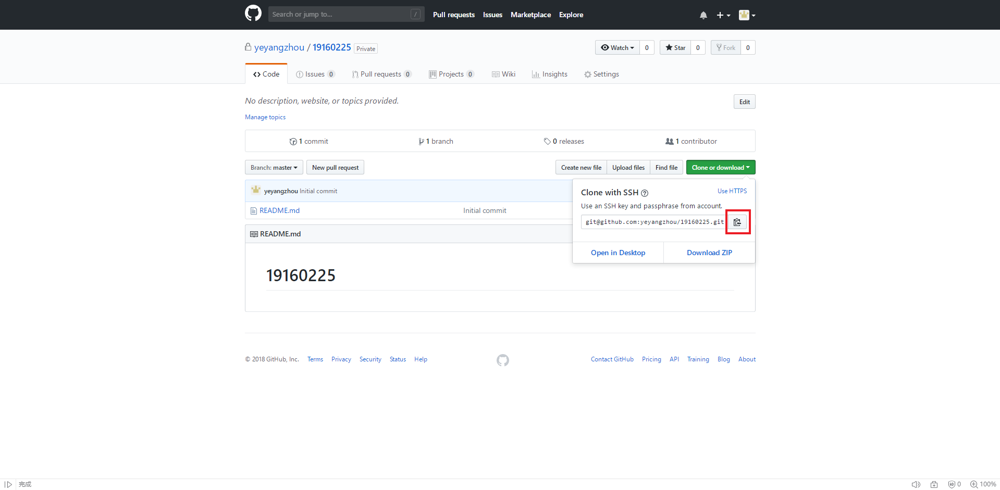 Search or jump to... /
Pull requests Issues Marketplace Explore
yeyangzhou / 19160225 Private
Watch 0 Star 0 Fork 0
Code Issues 0 Pull requests 0 Projects 0 Wiki Insights Settings
No description, website, or topics provided. Edit
Manage topics
1 commit 1 branch 0 releases 1 contributor
Branch: master New pull request Create new file Upload files Find file Clone or download
yeyangzhou Initial commit
README.md Initial commit
Clone with SSH Use HTTPS
Use an SSH key and passphrase from account.
git@github.com:yeyangzhou/19160225.git
Open in Desktop Download ZIP
README.md
19160225
© 2018 GitHub, Inc. Terms Privacy Security Status Help Contact GitHub Pricing API Training Blog About
完成 0 100%